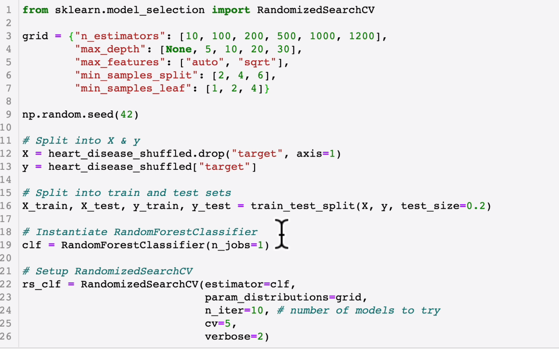 1 from sklearn.model_selection import RandomizedSearchCV
2
3 grid = {"n_estimators": [10, 100, 200, 500, 1000, 1200],
4         "max_depth": [None, 5, 10, 20, 30],
5         "max_features": ["auto", "sqrt"],
6         "min_samples_split": [2, 4, 6],
7         "min_samples_leaf": [1, 2, 4]}
8
9 np.random.seed(42)
10
11 # Split into X & y
12 X = heart_disease_shuffled.drop("target", axis=1)
13 y = heart_disease_shuffled["target"]
14
15 # Split into train and test sets
16 X_train, X_test, y_train, y_test = train_test_split(X, y, test_size=0.2)
17
18 # Instantiate RandomForestClassifier
19 clf = RandomForestClassifier(n_jobs=1)
20
21 # Setup RandomizedSearchCV
22 rs_clf = RandomizedSearchCV(estimator=clf,
23                             param_distributions=grid,
24                             n_iter=10, # number of models to try
25                             cv=5,
26                             verbose=2)